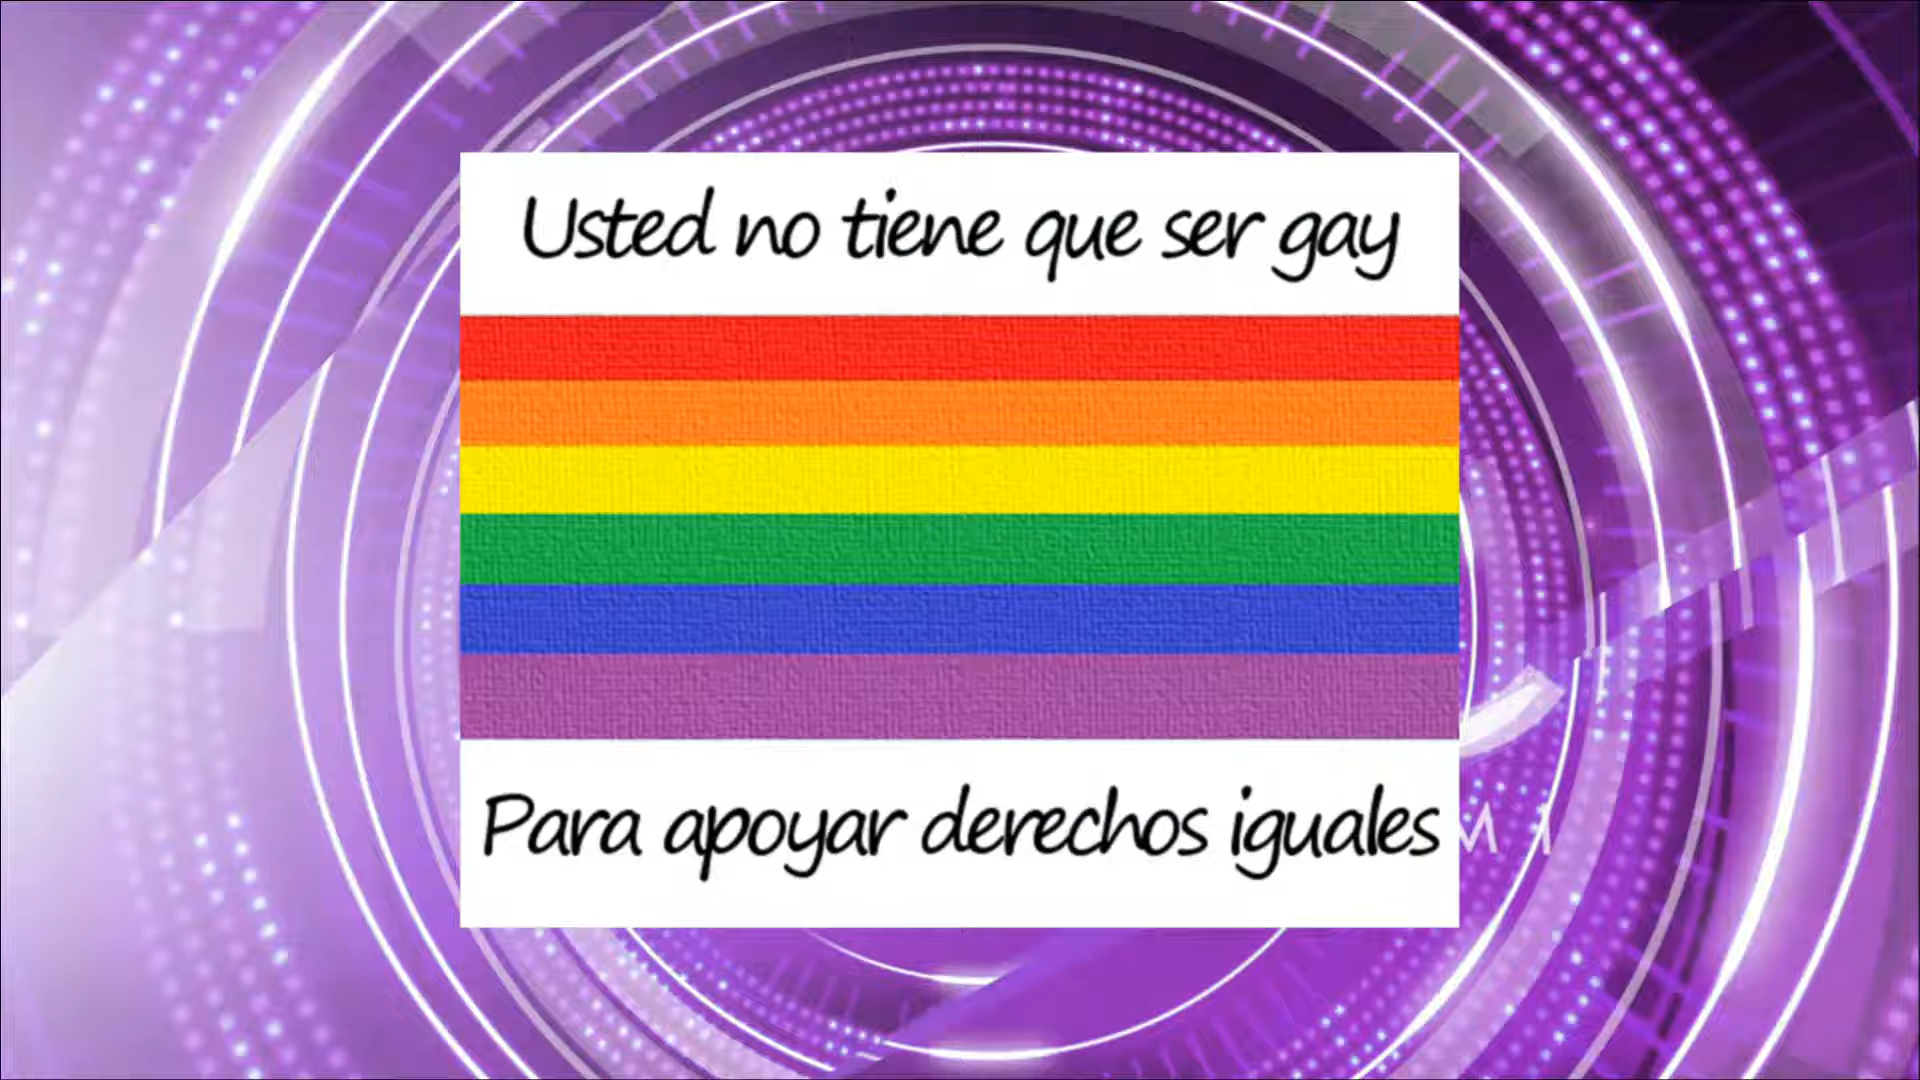 Usted no tiene que ser gay
Para apoyar derechos iguales